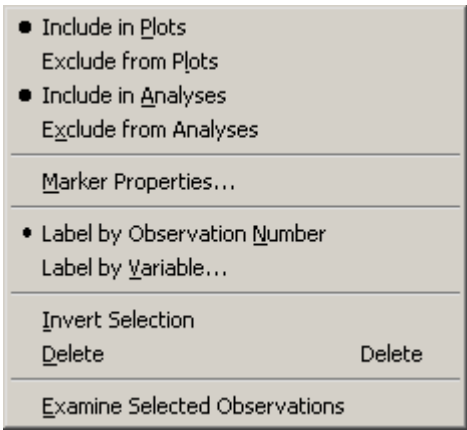 Include in Plots
Exclude from Plots
Include in Analyses
Exclude from Analyses
Marker Properties...
Label by Observation Number
Label by Variable...
Invert Selection
Delete Delete
Examine Selected Observations